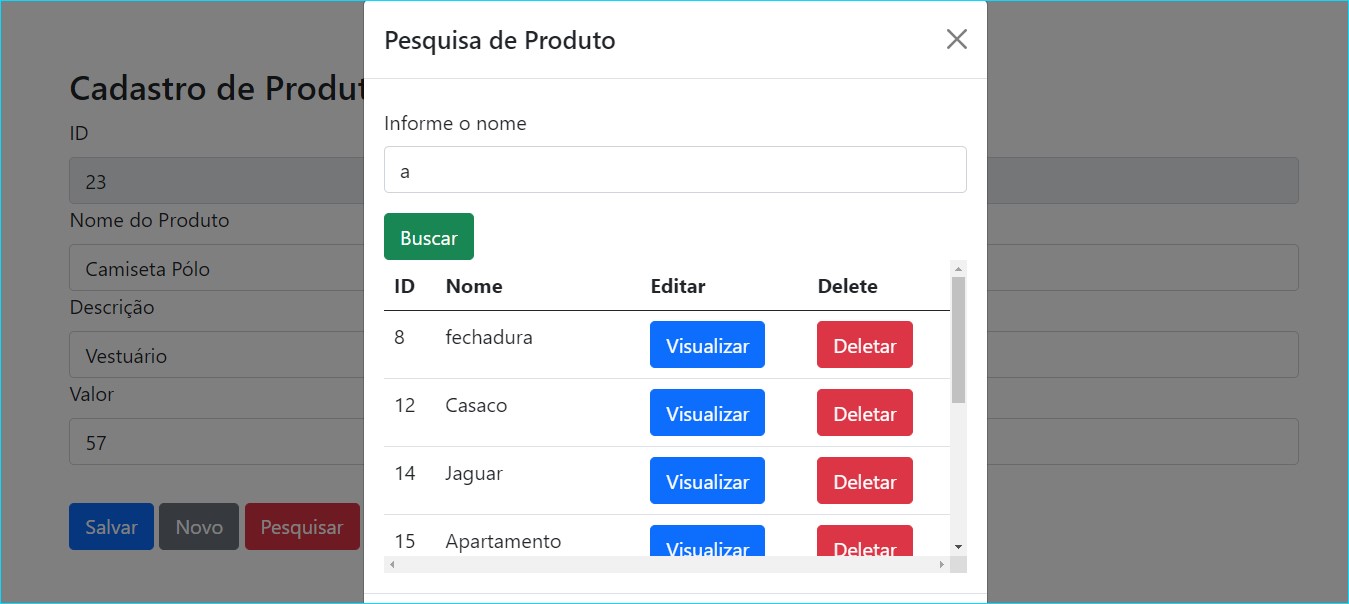 Pesquisa de Produto
Cadastro de Produt
ID
23
Nome do Produto
Camiseta Pólo
Descrição
Vestuário
Valor
57
Salvar Novo Pesquisar
Informe o nome
a
Buscar
ID Nome Editar Delete
8 fechadura Visualizar Deletar
12 Casaco Visualizar Deletar
14 Jaguar Visualizar Deletar
15 Apartamento Visualizar Deletar